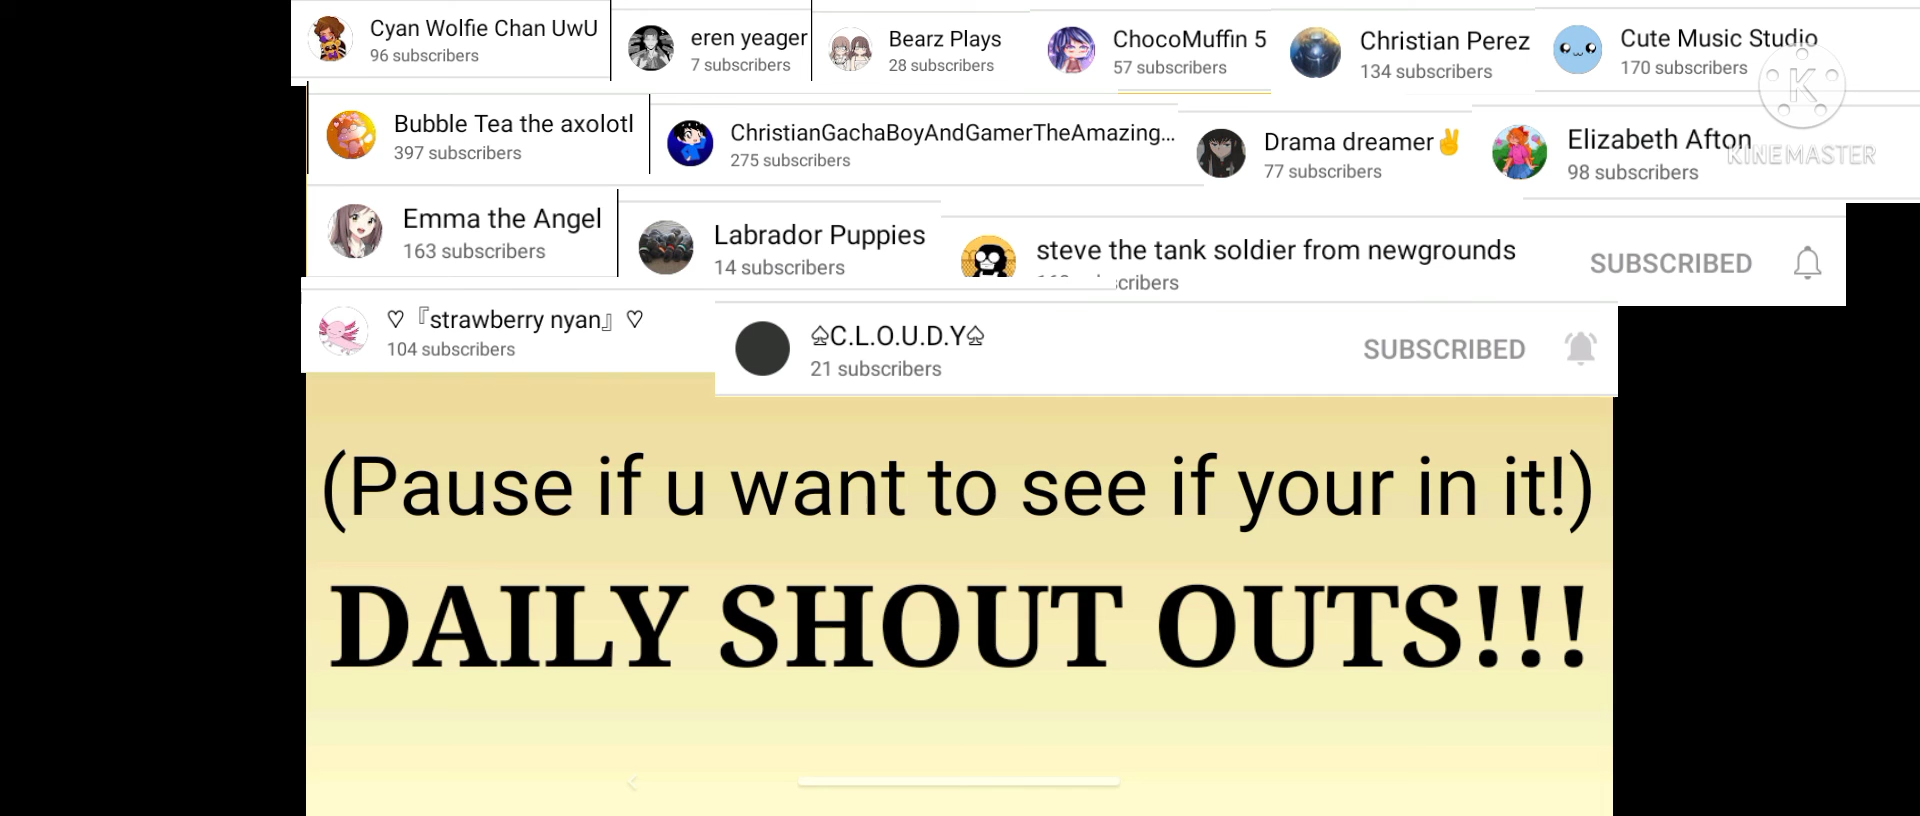 Cyan Wolfie Chan UwU
96 subscribers
eren yeager
7 subscribers
Bearz Plays
28 subscribers
ChocoMuffin 5
57 subscribers
Christian Perez
134 subscribers
Cute Music Studio
170 subscribers
Bubble Tea the axolotl
397 subscribers
ChristianGachaBoyAndGamerTheAmazing...
275 subscribers
Drama dreamer✌
77 subscribers
Elizabeth Afton
98 subscribers
KINEMASTER
Emma the Angel
163 subscribers
Labrador Puppies
14 subscribers
steve the tank soldier from newgrounds
SUBSCRIBED
♡『strawberry nyan』♡
104 subscribers
♤C.L.O.U.D.Y♤
21 subscribers
SUBSCRIBED
(Pause if u want to see if your in it!)
DAILY SHOUT OUTS!!!